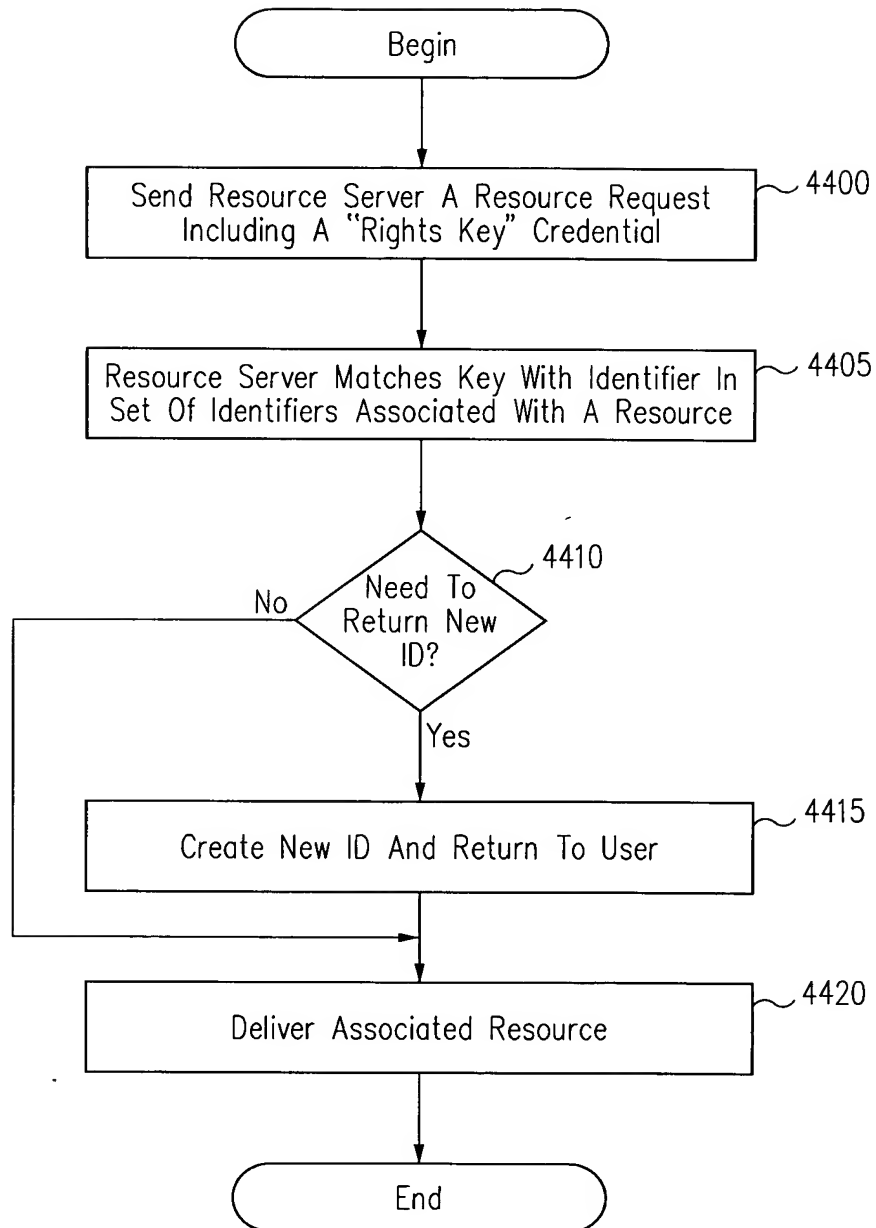 Begin
Send Resource Server A Resource Request
Including A "Rights Key" Credential
4400
Resource Server Matches Key With Identifier In
Set Of Identifiers Associated With A Resource
4405
Need To
Return New
ID?
4410
No
Yes
Create New ID And Return To User
4415
Deliver Associated Resource
4420
End